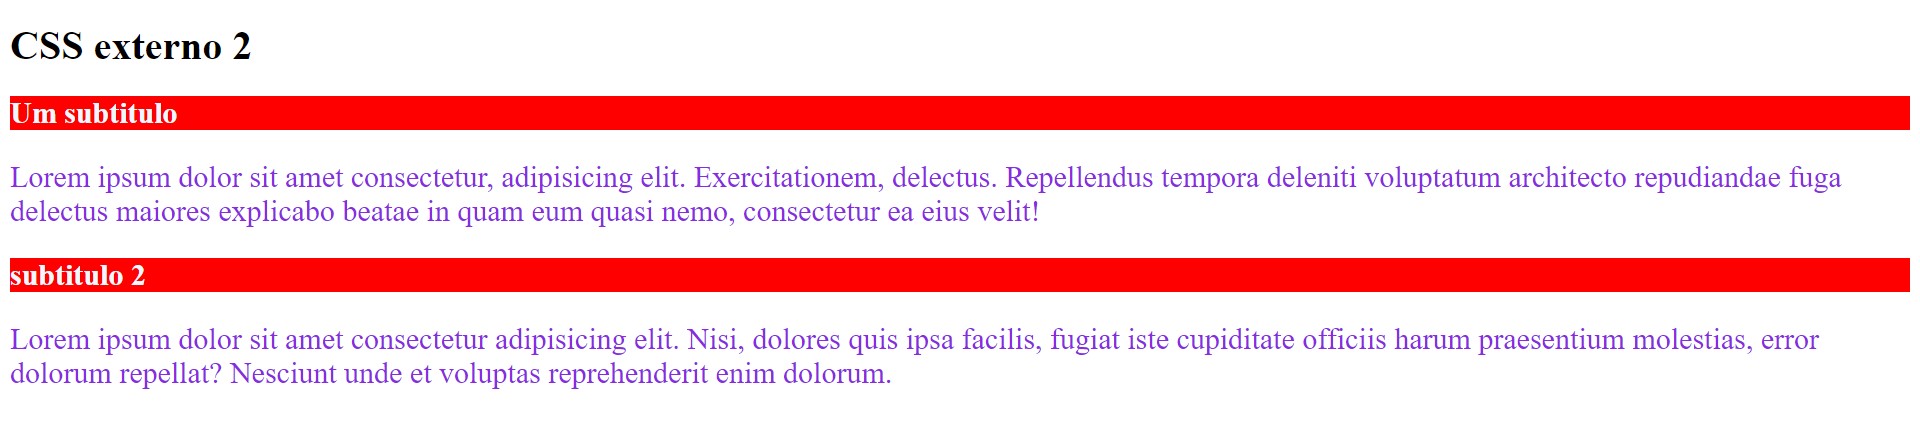 CSS externo 2
Um subtitulo
Lorem ipsum dolor sit amet consectetur, adipisicing elit. Exercitationem, delectus. Repellendus tempora deleniti voluptatum architecto repudiandae fuga
delectus maiores explicabo beatae in quam eum quasi nemo, consectetur ea eius velit!
subtitulo 2
Lorem ipsum dolor sit amet consectetur adipisicing elit. Nisi, dolores quis ipsa facilis, fugiat iste cupiditate officiis harum praesentium molestias, error
dolorum repellat? Nesciunt unde et voluptas reprehenderit enim dolorum.